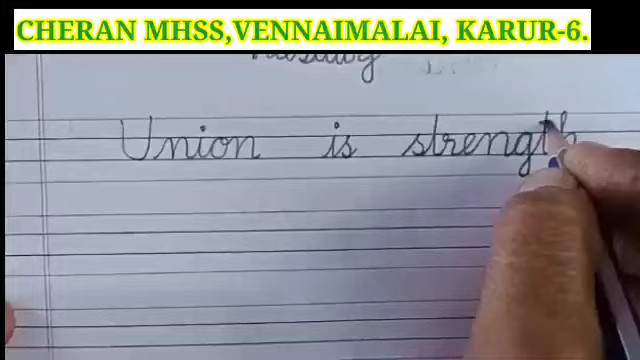 CHERAN MHSS,VENNAIMALAI, KARUR-6.
Union is strength